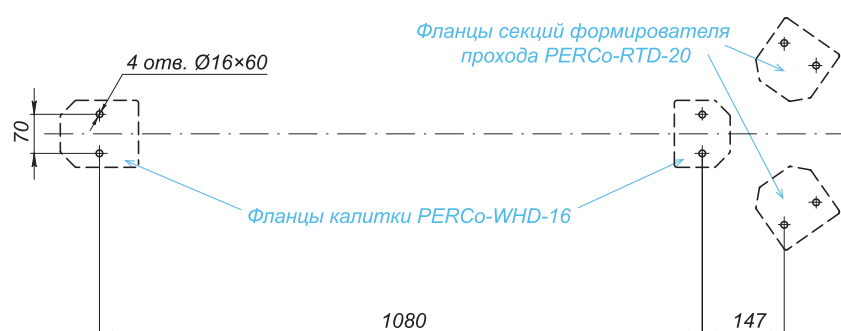 Фланцы секций формирователя
прохода PERCo-RTD-20
4 отв. Ø16×60
70
Фланцы калитки PERCo-WHD-16
1080
147